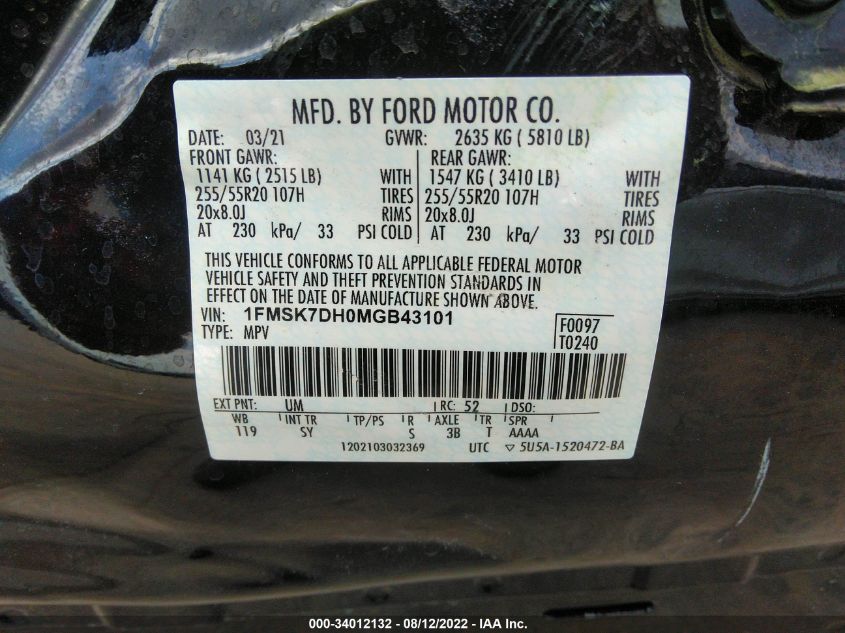 MFD. BY FORD MOTOR CO.
DATE: 03/21 GVWR: 2635 KG ( 5810 LB)
FRONT GAWR: REAR GAWR:
1141 KG ( 2515 LB) WITH 1547 KG ( 3410 LB) WITH
255/55R20 107H TIRES 255/55R20 107H TIRES
20x8.0J RIMS 20x8.0J RIMS
AT 230 kPa/ 33 PSI COLD AT 230 kPa/ 33 PSI COLD
THIS VEHICLE CONFORMS TO ALL APPLICABLE FEDERAL MOTOR
VEHICLE SAFETY AND THEFT PREVENTION STANDARDS IN
EFFECT ON THE DATE OF MANUFACTURE SHOWN ABOVE.
VIN: 1FMSK7DH0MGB43101 F0097
TYPE: MPV T0240
EXT PNT: UM RC: 52 DSO:
WB INT TR TP/PS R AXLE TR SPR
119 SY S 3B T AAAA
1202103032369 UTC ▽ 5U5A-1520472-BA
000-34012132 - 08/12/2022 - IAA Inc.